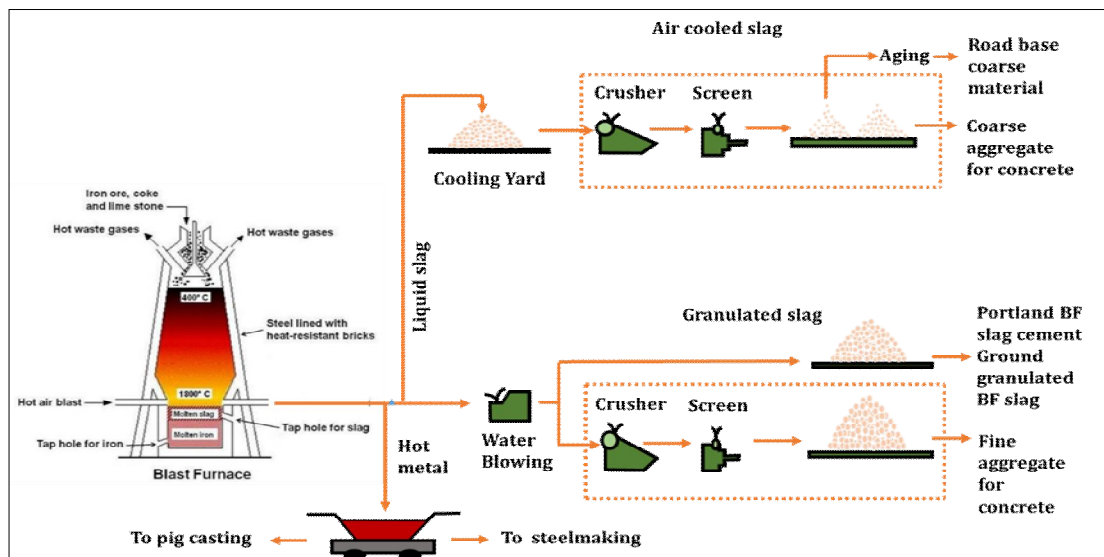 Air cooled slag
Aging
Road base
coarse
material
Crusher
Screen
Coarse
aggregate
for concrete
Cooling Yard
Liquid slag
Iron ore, coke
and lime stone
Hot waste gases
Hot waste gases
400° C
Steel lined with
heat-resistant bricks
1800° C
Hot air blast
Molten slag
Tap hole for slag
Molten iron
Tap hole for iron
Blast Furnace
Granulated slag
Portland BF
slag cement
Ground
granulated
BF slag
Crusher
Screen
Water
Blowing
Fine
aggregate
for
concrete
Hot
metal
To pig casting
To steelmaking